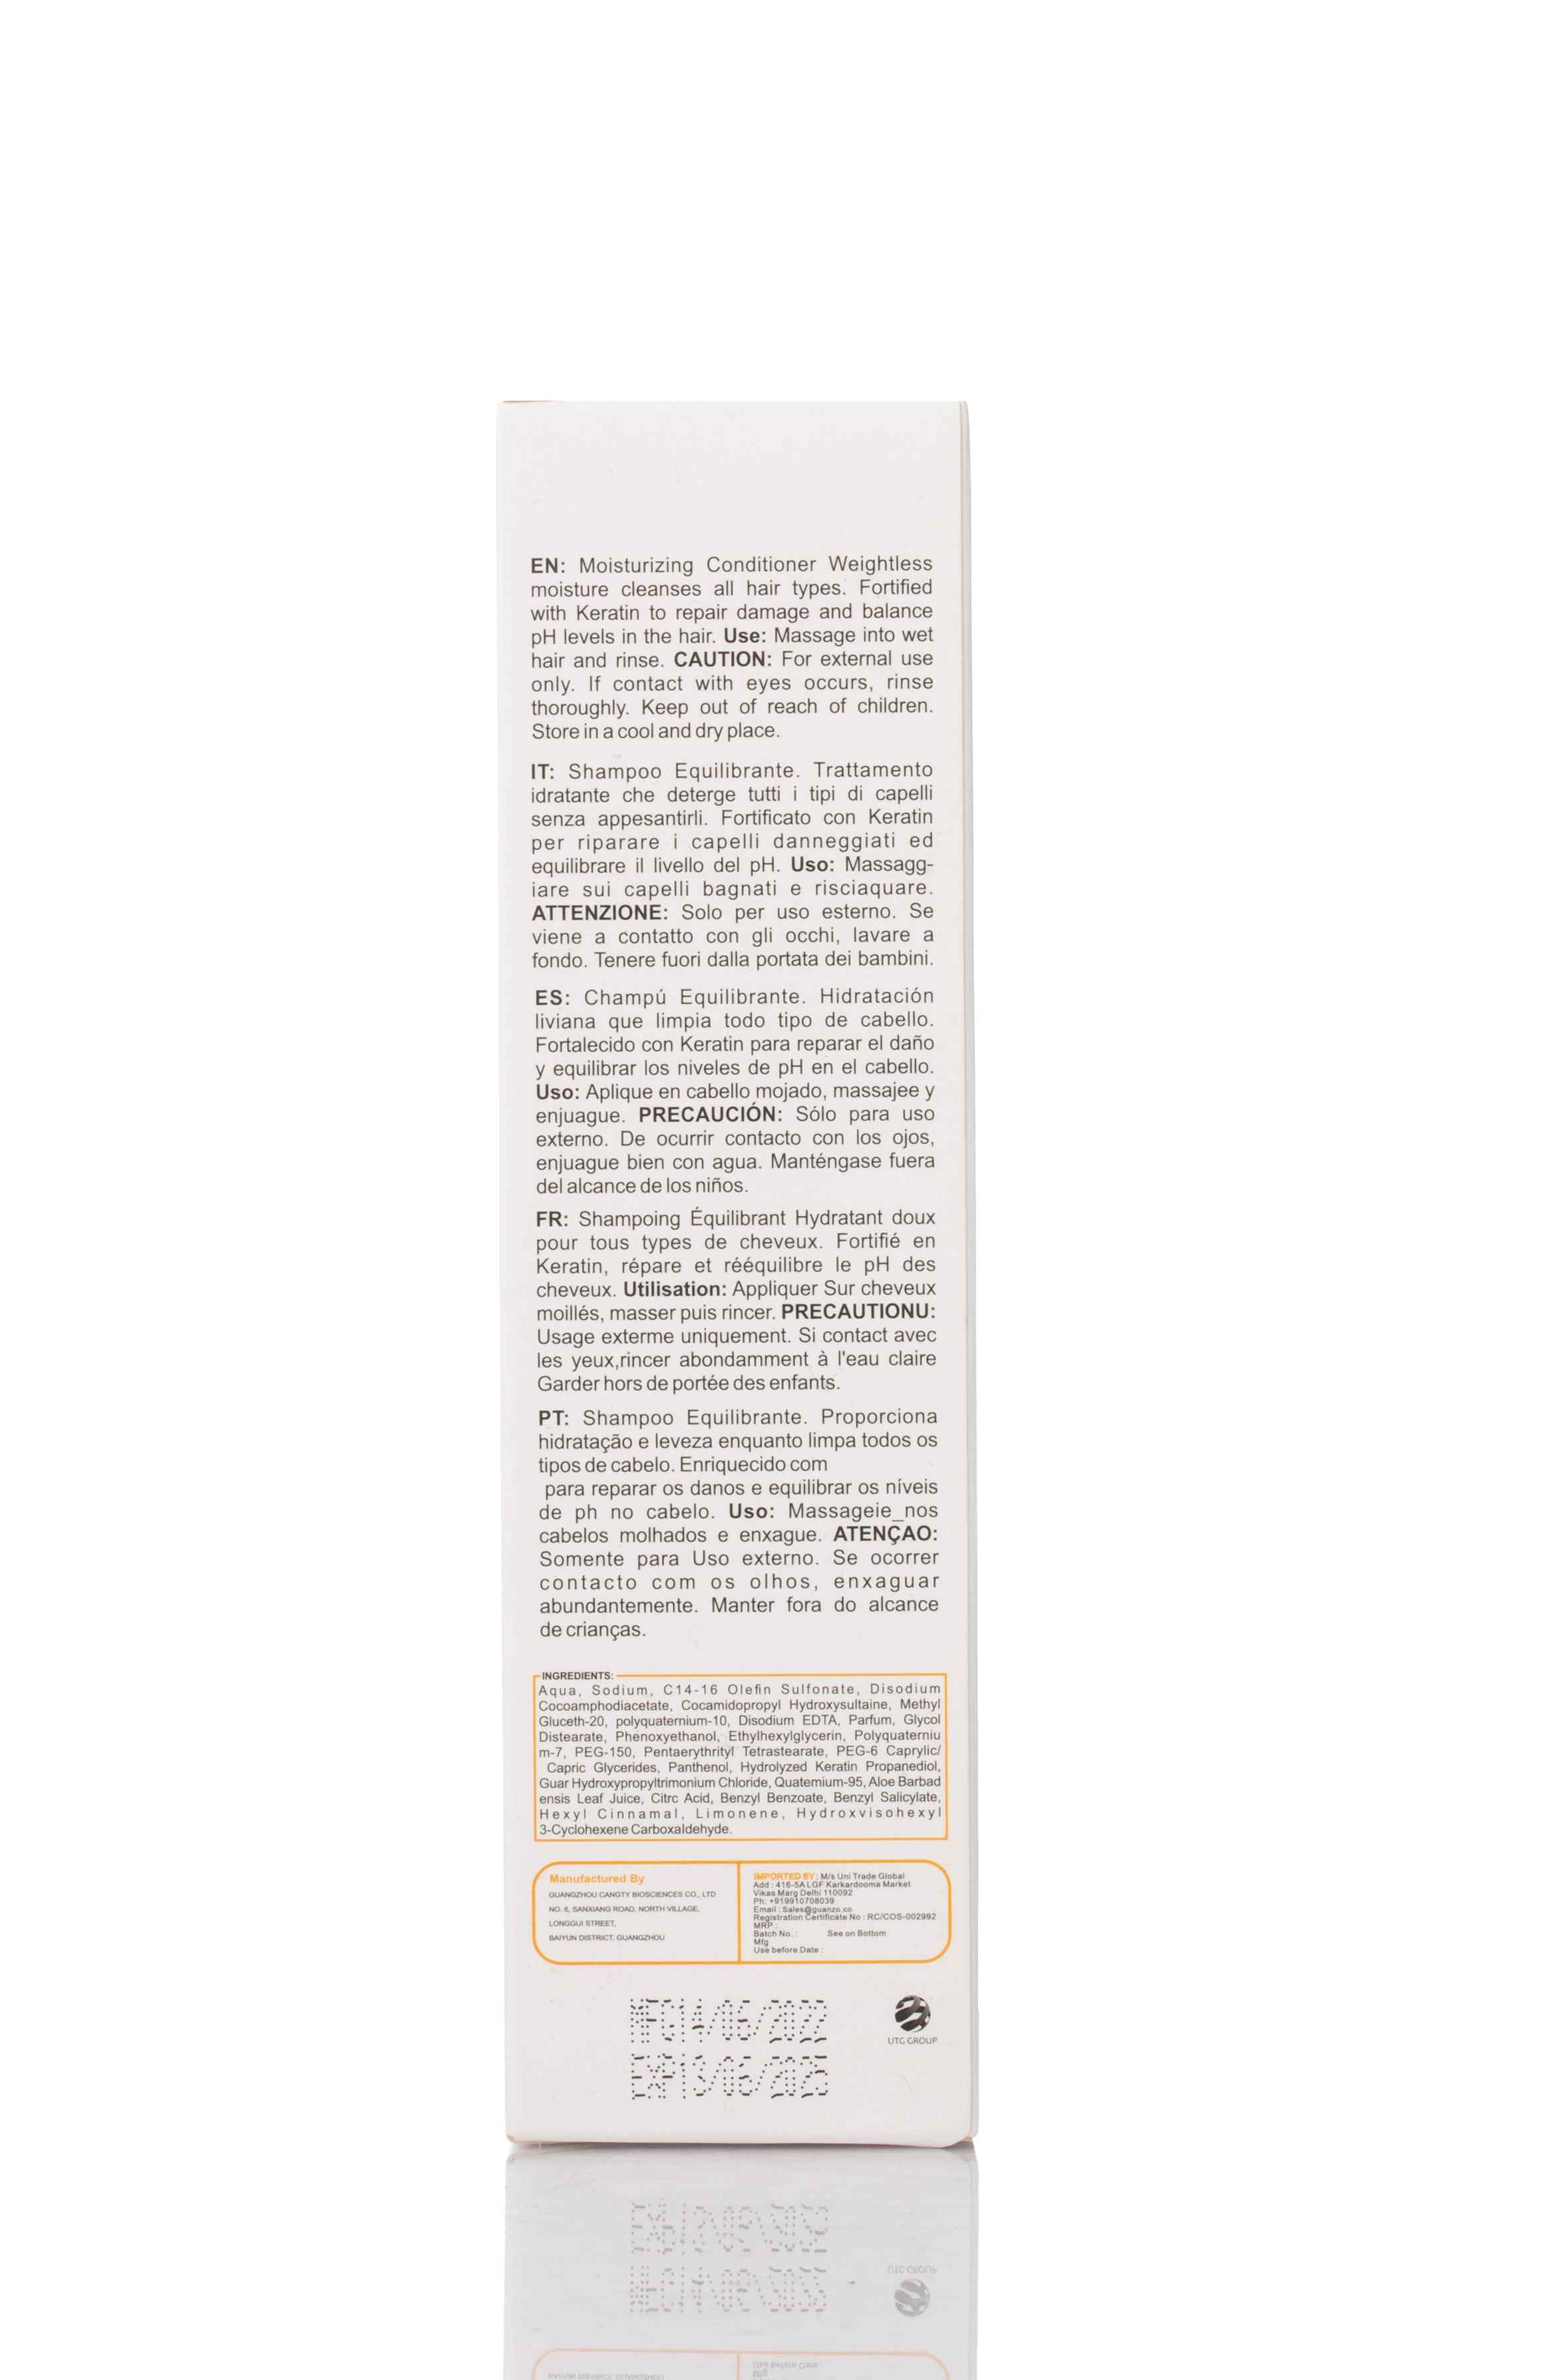 EN: Moisturizing Conditioner Weightless
moisture cleanses all hair types. Fortified
with Keratin to repair damage and balance
pH levels in the hair. Use: Massage into wet
hair and rinse. CAUTION: For external use
only. If contact with eyes occurs, rinse
thoroughly. Keep out of reach of children.
Store in a cool and dry place.
IT: Shampoo Equilibrante. Trattamento
idratante che deterge tutti i tipi di capelli
senza appesantirli. Fortificato con Keratin
per riparare i capelli danneggiati ed
equilibrare il livello del pH. Uso: Massagg-
iare sui capelli bagnati e risciaquare.
ATTENZIONE: Solo per uso esterno. Se
viene a contatto con gli occhi, lavare a
fondo. Tenere fuori dalla portata dei bambini.
ES: Champú Equilibrante. Hidratación
liviana que limpia todo tipo de cabello.
Fortalecido con Keratin para reparar el daño
y equilibrar los niveles de pH en el cabello.
Uso: Aplique en cabello mojado, massajee y
enjuague. PRECAUCIÓN: Sólo para uso
externo. De ocurrir contacto con los ojos,
enjuague bien con agua. Manténgase fuera
del alcance de los niños.
FR: Shampoing Équilibrant Hydratant doux
pour tous types de cheveux. Fortifié en
Keratin, répare et rééquilibre le pH des
cheveux. Utilisation: Appliquer Sur cheveux
moillés, masser puis rincer. PRECAUTIONU:
Usage exterme uniquement. Si contact avec
les yeux,rincer abondamment à l'eau claire
Garder hors de portée des enfants.
PT: Shampoo Equilibrante. Proporciona
hidratação e leveza enquanto limpa todos os
tipos de cabelo. Enriquecido com
para reparar os danos e equilibrar os níveis
de ph no cabelo. Uso: Massageie_nos
cabelos molhados e enxague. ATENÇAO:
Somente para Uso externo. Se ocorrer
contacto com os olhos, enxaguar
abundantemente. Manter fora do alcance
de crianças.
INGREDIENTS:
Aqua, Sodium, C14-16 Olefin Sulfonate, Disodium
Cocoamphodiacetate, Cocamidopropyl Hydroxysultaine, Methyl
Gluceth-20, polyquaternium-10, Disodium EDTA, Parfum, Glycol
Distearate, Phenoxyethanol, Ethylhexylglycerin, Polyquaterniu
m-7, PEG-150, Pentaerythrityl Tetrastearate, PEG-6 Caprylic/
Capric Glycerides, Panthenol, Hydrolyzed Keratin Propanediol,
Guar Hydroxypropyltrimonium Chloride, Quatemium-95, Aloe Barbad
ensis Leaf Juice, Citrc Acid, Benzyl Benzoate, Benzyl Salicylate,
Hexyl Cinnamal, Limonene, Hydroxvisohexyl
3-Cyclohexene Carboxaldehyde.
Manufactured By
GUANGZHOU CANGTY BIOSCIENCES CO., LTD
NO. 6, SANXIANG ROAD, NORTH VILLAGE,
LONGGUI STREET,
BAIYUN DISTRICT, GUANGZHOU
IMPORTED BY: M/s Uni Trade Global
Add : 416-5A LGF Karkardooma Market
Vikas Marg Delhi 110092
Ph: +919910708039
Email : Sales@guanzo.co
Registration Certificate No : RC/COS-002992
MRP :
Batch No. : See on Bottom
Mfg
Use before Date :
MFG14/06/2022
EXP13/06/2025
UTG GROUP